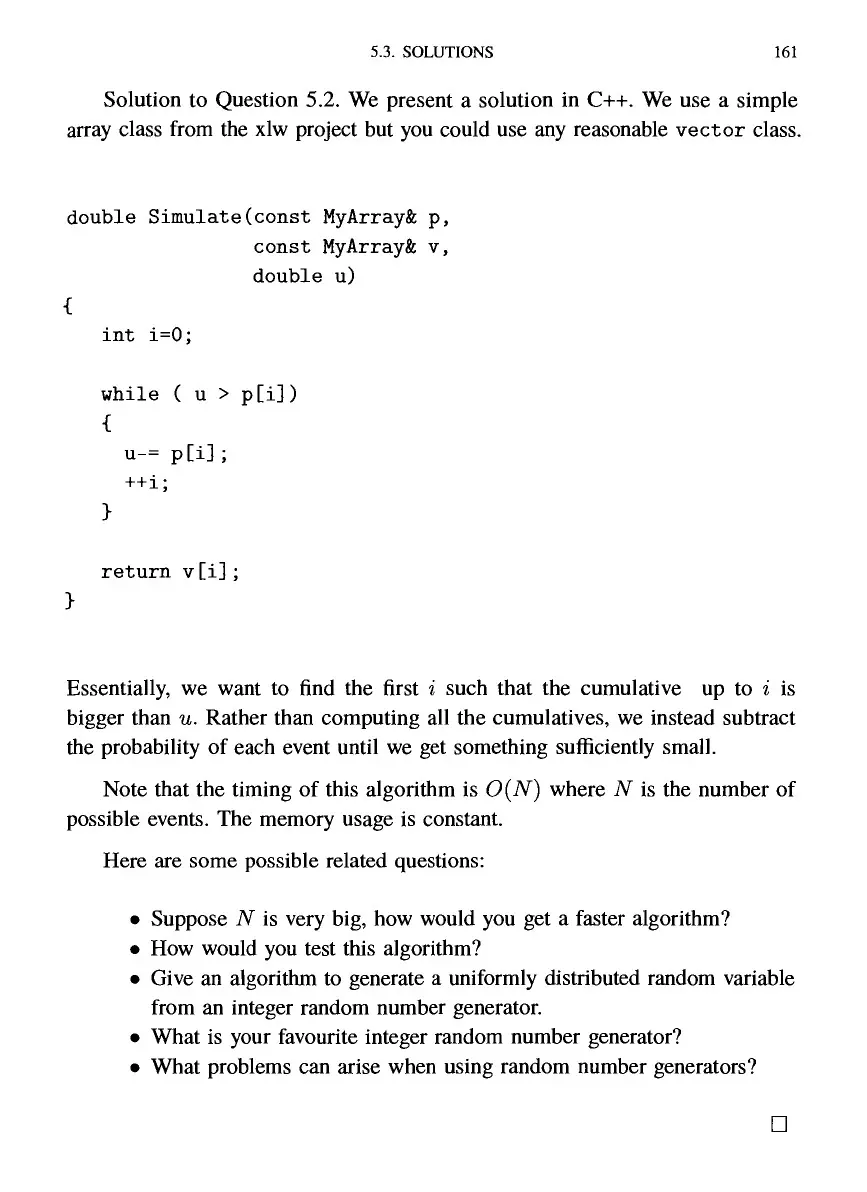 5.3. SOLUTIONS 161
Solution to Question 5.2. We present a solution in C++. We use a simple
array class from the xlw project but you could use any reasonable vector class.
double Simulate(const MyArray& p,
const MyArray& v,
double u)
{
int i=0;
while ( u > p[i])
{
u-= p[i];
++i;
}
return v[i];
}
Essentially, we want to find the first i such that the cumulative up to i is
bigger than u. Rather than computing all the cumulatives, we instead subtract
the probability of each event until we get something sufficiently small.
Note that the timing of this algorithm is O(N) where N is the number of
possible events. The memory usage is constant.
Here are some possible related questions:
• Suppose N is very big, how would you get a faster algorithm?
• How would you test this algorithm?
• Give an algorithm to generate a uniformly distributed random variable
from an integer random number generator.
• What is your favourite integer random number generator?
• What problems can arise when using random number generators?
□